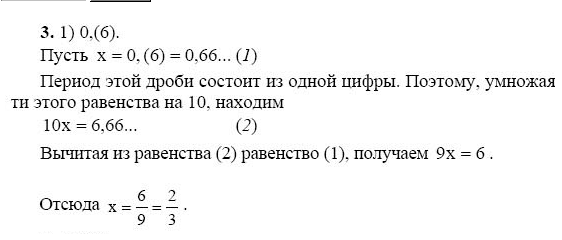 3. 1) 0,(6).
Пусть x = 0, (6) = 0,66... (1)
Период этой дроби состоит из одной цифры. Поэтому, умножая
ти этого равенства на 10, находим
10x = 6,66... (2)
Вычитая из равенства (2) равенство (1), получаем 9x = 6 .
Отсюда x = 6/9 = 2/3 .